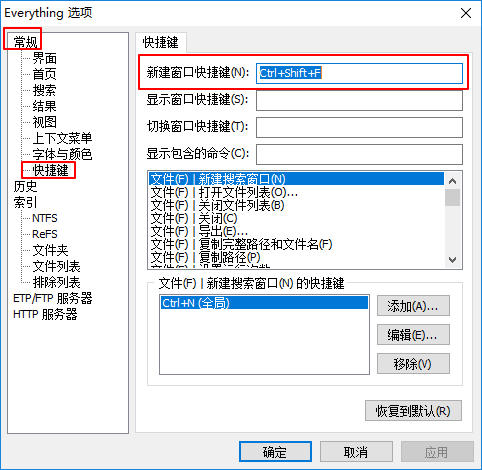 Everything 选项
常规
界面
首页
搜索
结果
视图
上下文菜单
字体与颜色
快捷键
历史
索引
NTFS
ReFS
文件夹
文件列表
排除列表
ETP/FTP 服务器
HTTP 服务器
快捷键
新建窗口快捷键(N):
Ctrl+Shift+F
显示窗口快捷键(S):
切换窗口快捷键(T):
显示包含的命令(C):
文件(F) | 新建搜索窗口(N)
文件(F) | 打开文件列表(O)...
文件(F) | 关闭文件列表(B)
文件(F) | 关闭(C)
文件(F) | 导出(E)...
文件(F) | 复制完整路径和文件名(F)
文件(F) | 复制路径(P)
文件(F) | 设置运行次数
文件(F) | 新建搜索窗口(N) 的快捷键
Ctrl+N (全局)
添加(A)...
编辑(E)...
移除(V)
恢复到默认(R)
确定
取消
应用